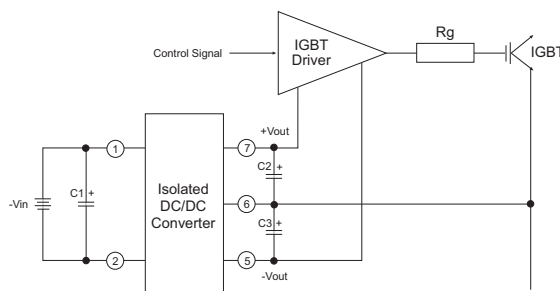 Control Signal
IGBT
Driver
Rg
IGBT
+Vout
1
7
C1 +
C2 +
-Vin
Isolated
DC/DC
Converter
6
C3 +
2
5
-Vout